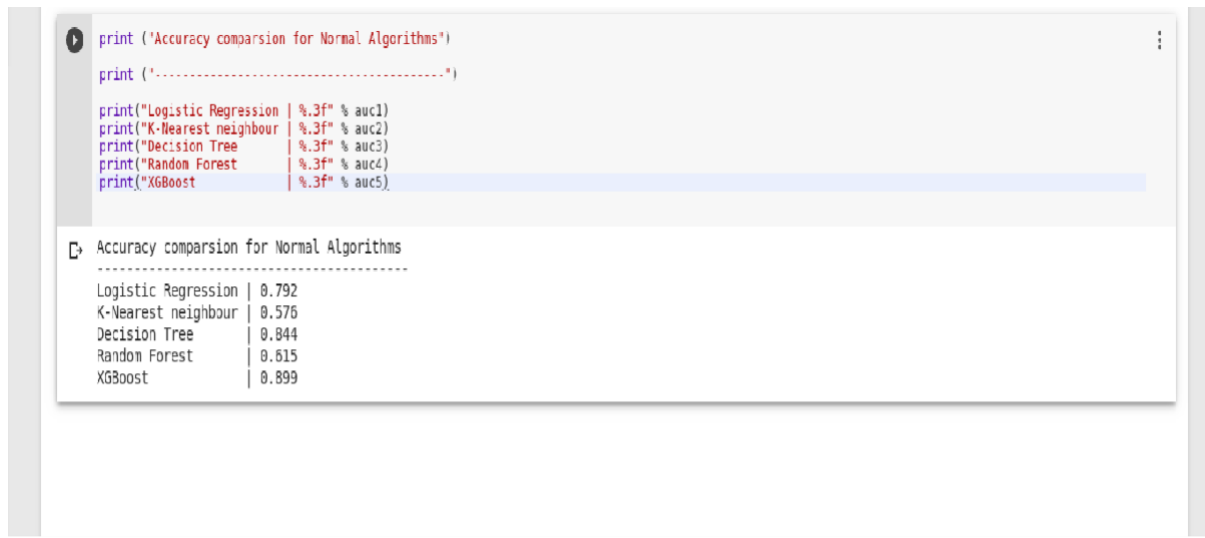 print ("Accuracy comparsion for Normal Algorithms")
print ("------------------------------------------")
print("Logistic Regression | %.3f" % auc1)
print("K-Nearest neighbour | %.3f" % auc2)
print("Decision Tree       | %.3f" % auc3)
print("Random Forest       | %.3f" % auc4)
print("XGBoost             | %.3f" % auc5)
Accuracy comparsion for Normal Algorithms
------------------------------------------
Logistic Regression | 0.792
K-Nearest neighbour | 0.576
Decision Tree       | 0.844
Random Forest       | 0.615
XGBoost             | 0.899